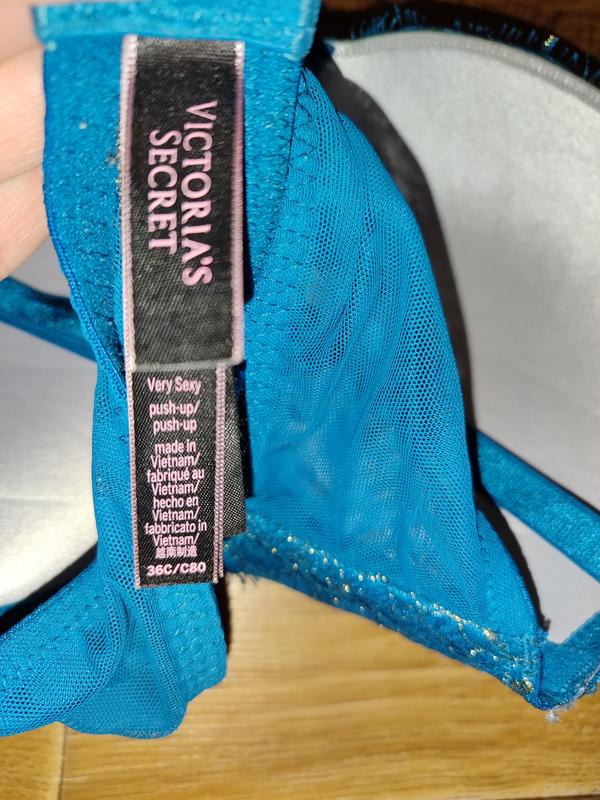 VICTORIA'S
SECRET
Very Sexy
push-up/
push-up
made in
Vietnam/
fabriqué au
Vietnam/
hecho en
Vietnam/
fabbricato in
Vietnam/
越南制造
36C/C80